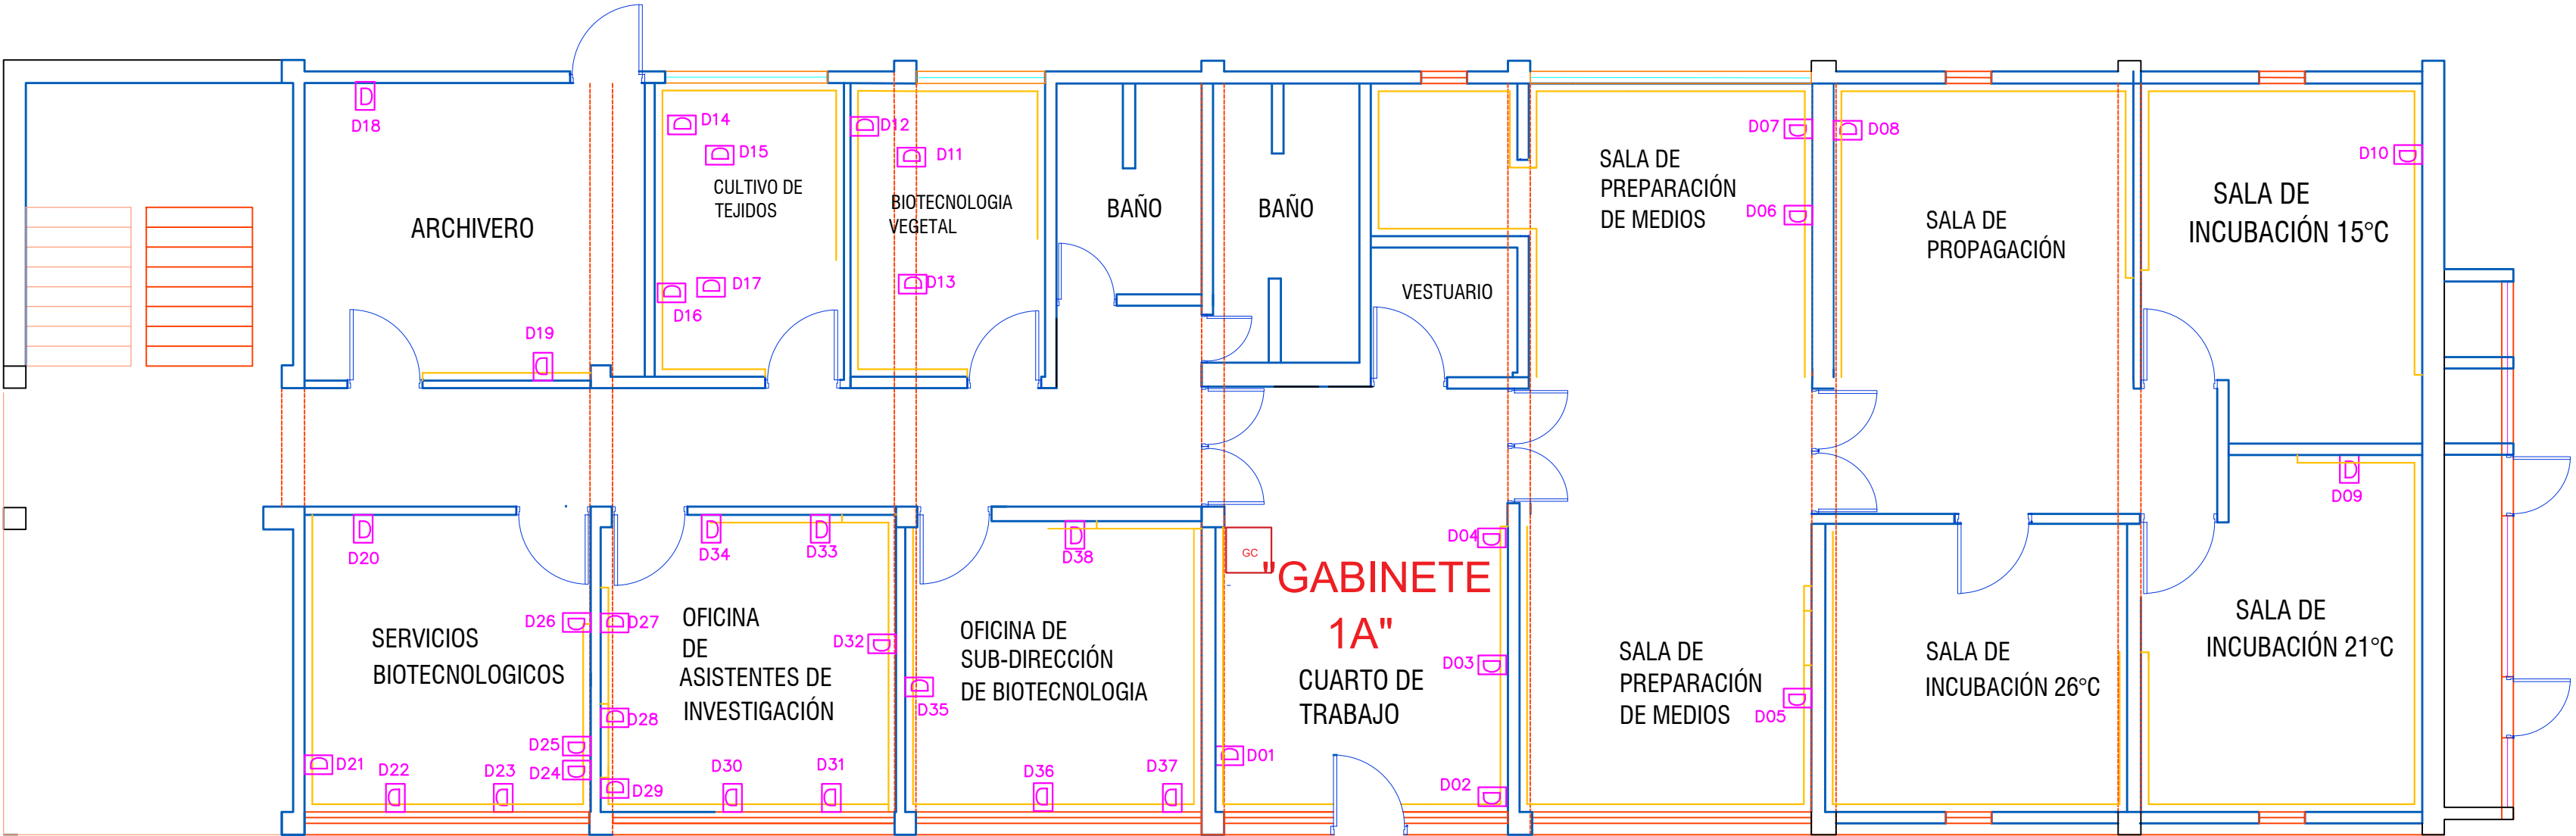 D18
ARCHIVERO
D19
D14
D15
CULTIVO DE
TEJIDOS
D17
D16
D12
D11
BIOTECNOLOGIA
VEGETAL
D13
BAÑO
BAÑO
VESTUARIO
SALA DE
PREPARACIÓN
DE MEDIOS
D07
D06
D08
SALA DE
PROPAGACIÓN
D10
SALA DE
INCUBACIÓN 15°C
D20
SERVICIOS
BIOTECNOLOGICOS
D26
D25
D24
D21
D22
D23
D27
D28
D29
D34
D33
OFICINA
DE
ASISTENTES DE
INVESTIGACIÓN
D32
D30
D31
D38
OFICINA DE
SUB-DIRECCIÓN
DE BIOTECNOLOGIA
D35
D36
D37
GC
"GABINETE
1A"
CUARTO DE
TRABAJO
D04
D03
D01
D02
SALA DE
PREPARACIÓN
DE MEDIOS
D05
SALA DE
INCUBACIÓN 26°C
D09
SALA DE
INCUBACIÓN 21°C